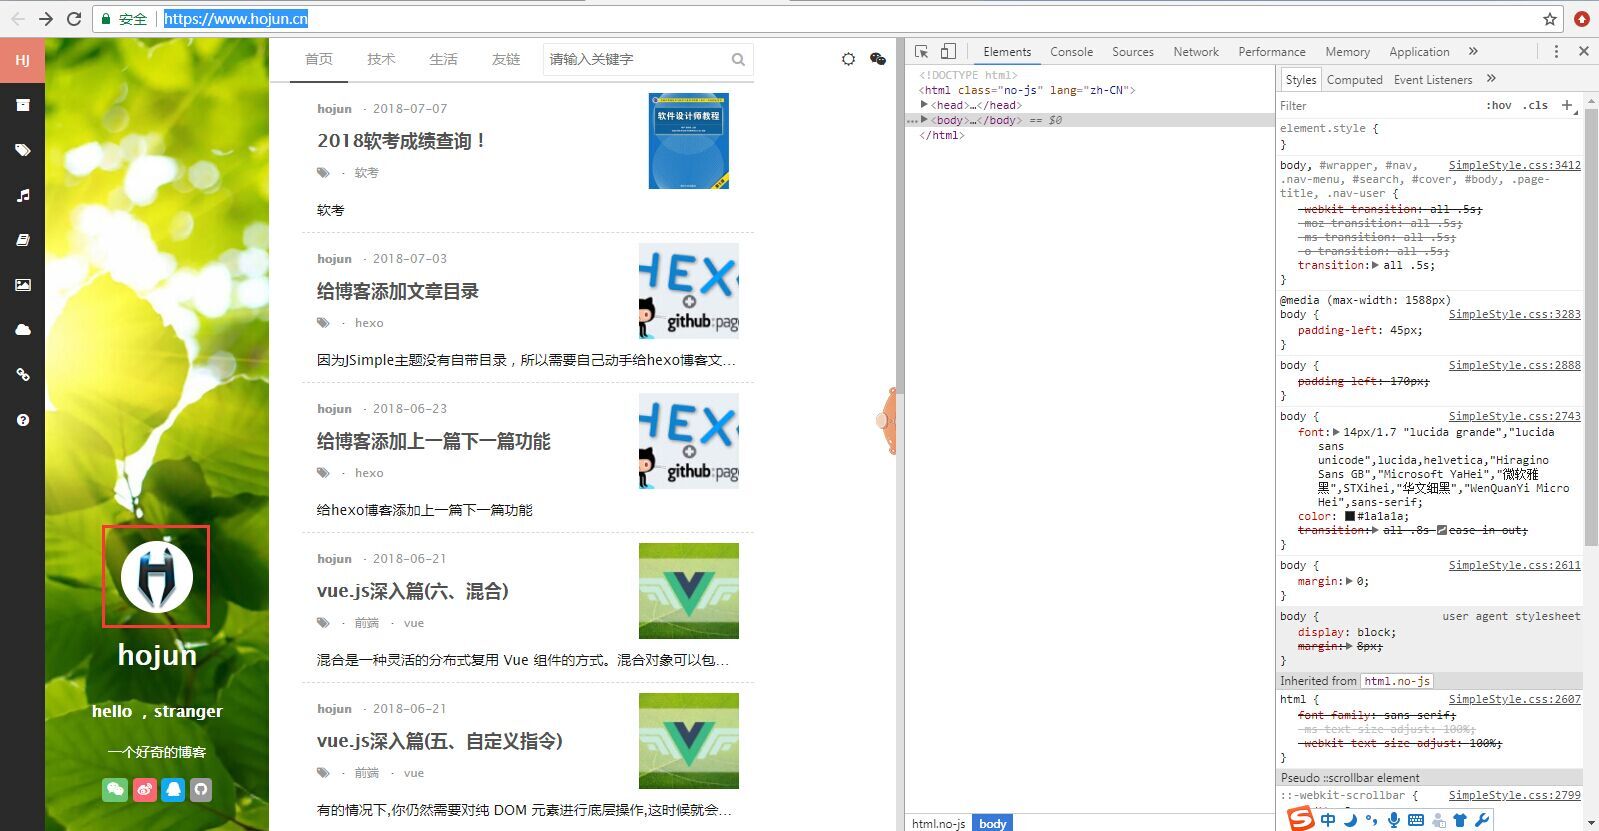 安全 https://www.hojun.cn
HJ
首页 技术 生活 友链 请输入关键字
hojun · 2018-07-07
2018软考成绩查询！
· 软考
软考
软件设计师教程
hojun · 2018-07-03
给博客添加文章目录
· hexo
因为JSimple主题没有自带目录，所以需要自己动手给hexo博客文...
HEX
github:page
hojun · 2018-06-23
给博客添加上一篇下一篇功能
· hexo
给hexo博客添加上一篇下一篇功能
HEX
github:page
hojun · 2018-06-21
vue.js深入篇(六、混合)
· 前端 · vue
混合是一种灵活的分布式复用 Vue 组件的方式。混合对象可以包...
hojun · 2018-06-21
vue.js深入篇(五、自定义指令)
· 前端 · vue
有的情况下,你仍然需要对纯 DOM 元素进行底层操作,这时候就会...
hojun
hello ，stranger
一个好奇的博客
Elements Console Sources Network Performance Memory Application »
<!DOCTYPE html>
<html class="no-js" lang="zh-CN">
<head>…</head>
<body>…</body> == $0
</html>
html.no-js body
Styles Computed Event Listeners »
Filter :hov .cls +
element.style {
}
body, #wrapper, #nav, SimpleStyle.css:3412
.nav-menu, #search, #cover, #body, .page-
title, .nav-user {
-webkit-transition: all .5s;
-moz-transition: all .5s;
-ms-transition: all .5s;
-o-transition: all .5s;
transition: all .5s;
}
@media (max-width: 1588px)
body { SimpleStyle.css:3283
padding-left: 45px;
}
body { SimpleStyle.css:2888
padding-left: 170px;
}
body { SimpleStyle.css:2743
font: 14px/1.7 "lucida grande","lucida
sans
unicode",lucida,helvetica,"Hiragino
Sans GB","Microsoft YaHei","微软雅
黑",STXihei,"华文细黑","WenQuanYi Micro
Hei",sans-serif;
color: #1a1a1a;
transition: all .8s ease-in-out;
}
body { SimpleStyle.css:2611
margin: 0;
}
body { user agent stylesheet
display: block;
margin: 8px;
}
Inherited from html.no-js
html { SimpleStyle.css:2607
font-family: sans-serif;
-ms-text-size-adjust: 100%;
-webkit-text-size-adjust: 100%;
}
Pseudo ::scrollbar element
::-webkit-scrollbar { SimpleStyle.css:2799
中